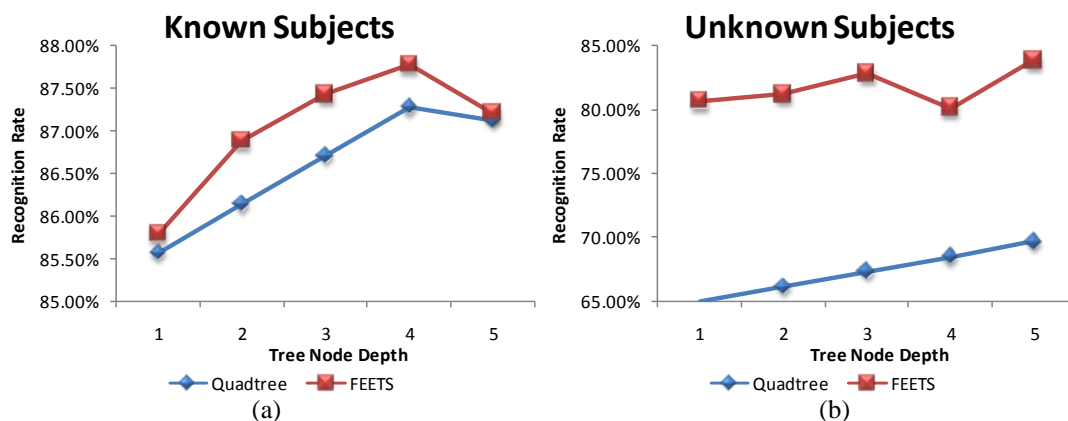 Known Subjects
88.00%
87.50%
87.00%
86.50%
86.00%
85.50%
85.00%
Recognition Rate
1 2 3 4 5
Tree Node Depth
Quadtree FEETS
(a)
Unknown Subjects
85.00%
80.00%
75.00%
70.00%
65.00%
Recognition Rate
1 2 3 4 5
Tree Node Depth
Quadtree FEETS
(b)